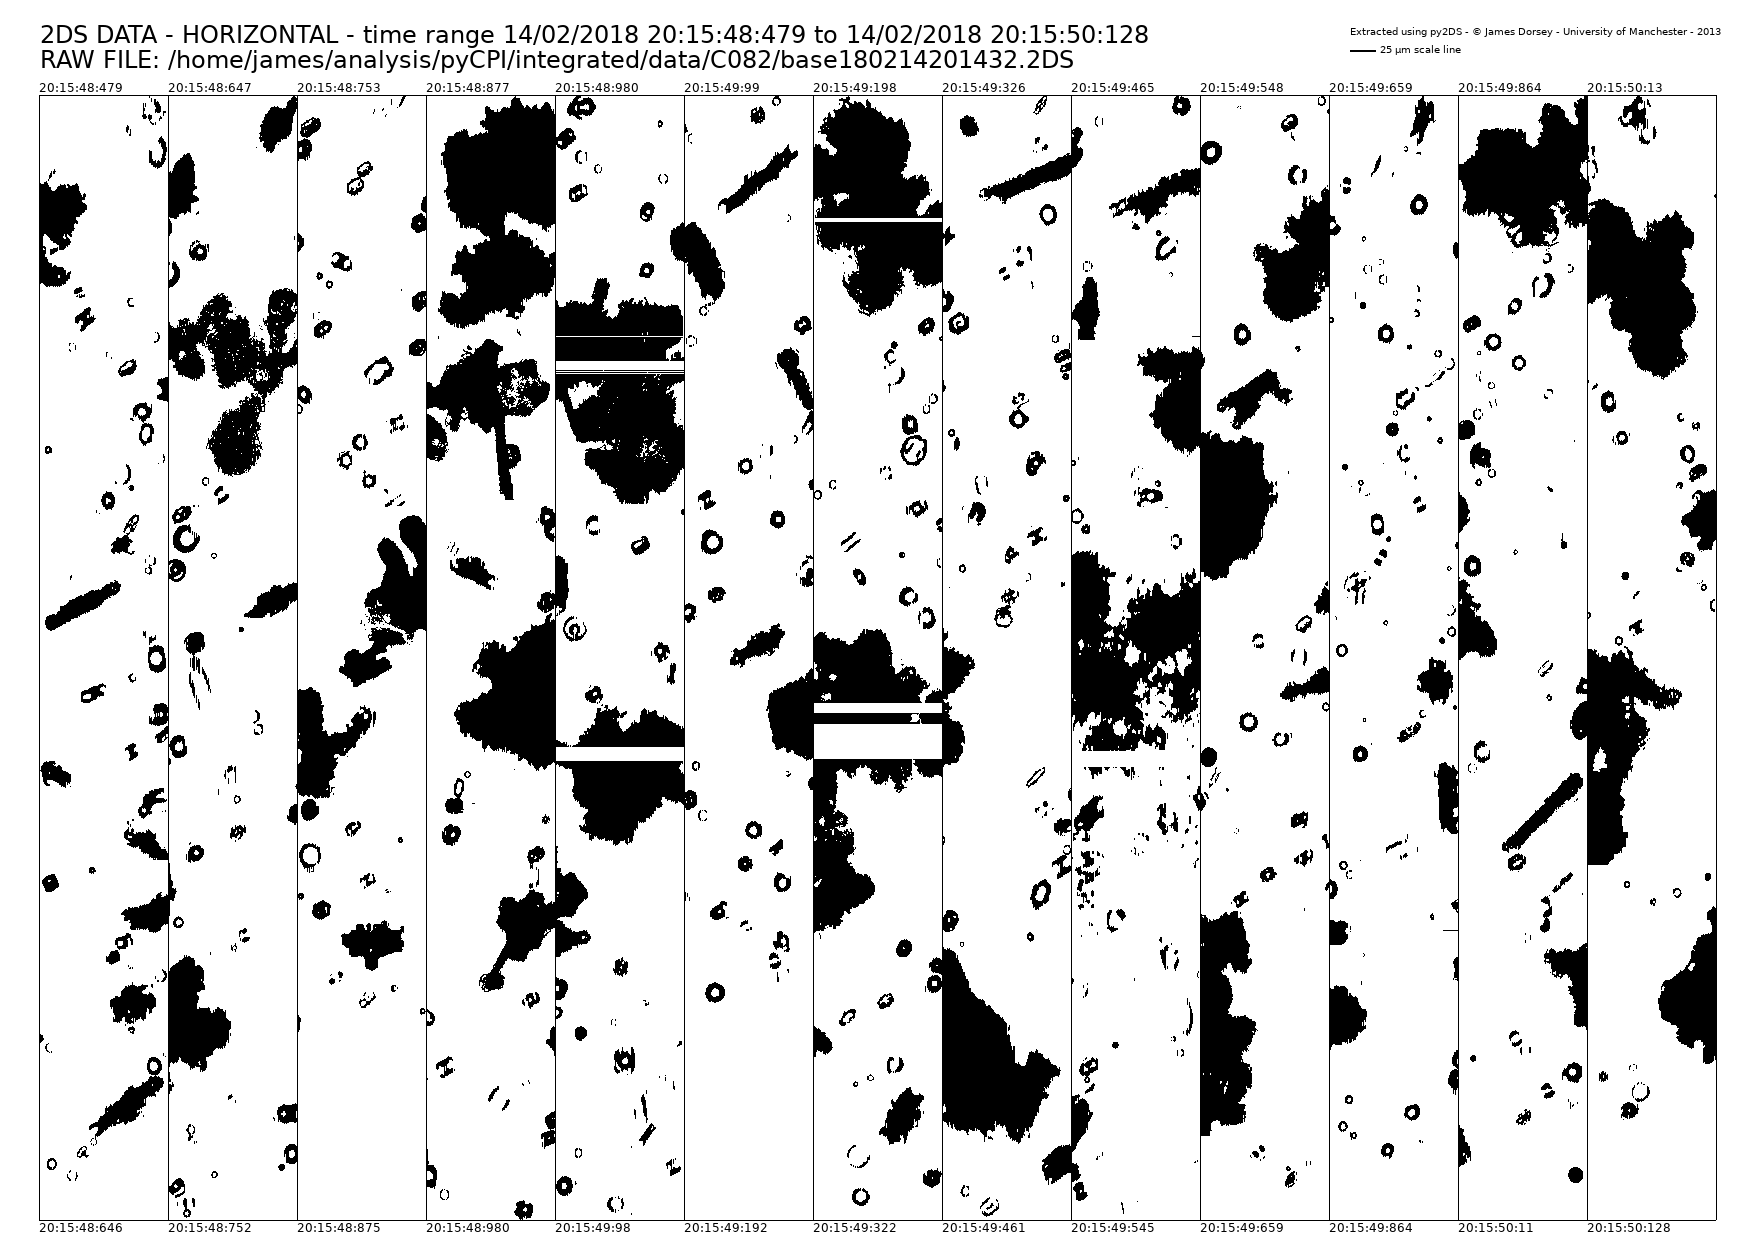 2DS DATA - HORIZONTAL - time range 14/02/2018 20:15:48:479 to 14/02/2018 20:15:50:128
RAW FILE: /home/james/analysis/pyCPI/integrated/data/C082/base180214201432.2DS
Extracted using py2DS - © James Dorsey - University of Manchester - 2013
25 µm scale line
20:15:48:479 20:15:48:647 20:15:48:753 20:15:48:877 20:15:48:980 20:15:49:99 20:15:49:198 20:15:49:326 20:15:49:465 20:15:49:548 20:15:49:659 20:15:49:864 20:15:50:13
20:15:48:646 20:15:48:752 20:15:48:875 20:15:48:980 20:15:49:98 20:15:49:192 20:15:49:322 20:15:49:461 20:15:49:545 20:15:49:659 20:15:49:864 20:15:50:11 20:15:50:128